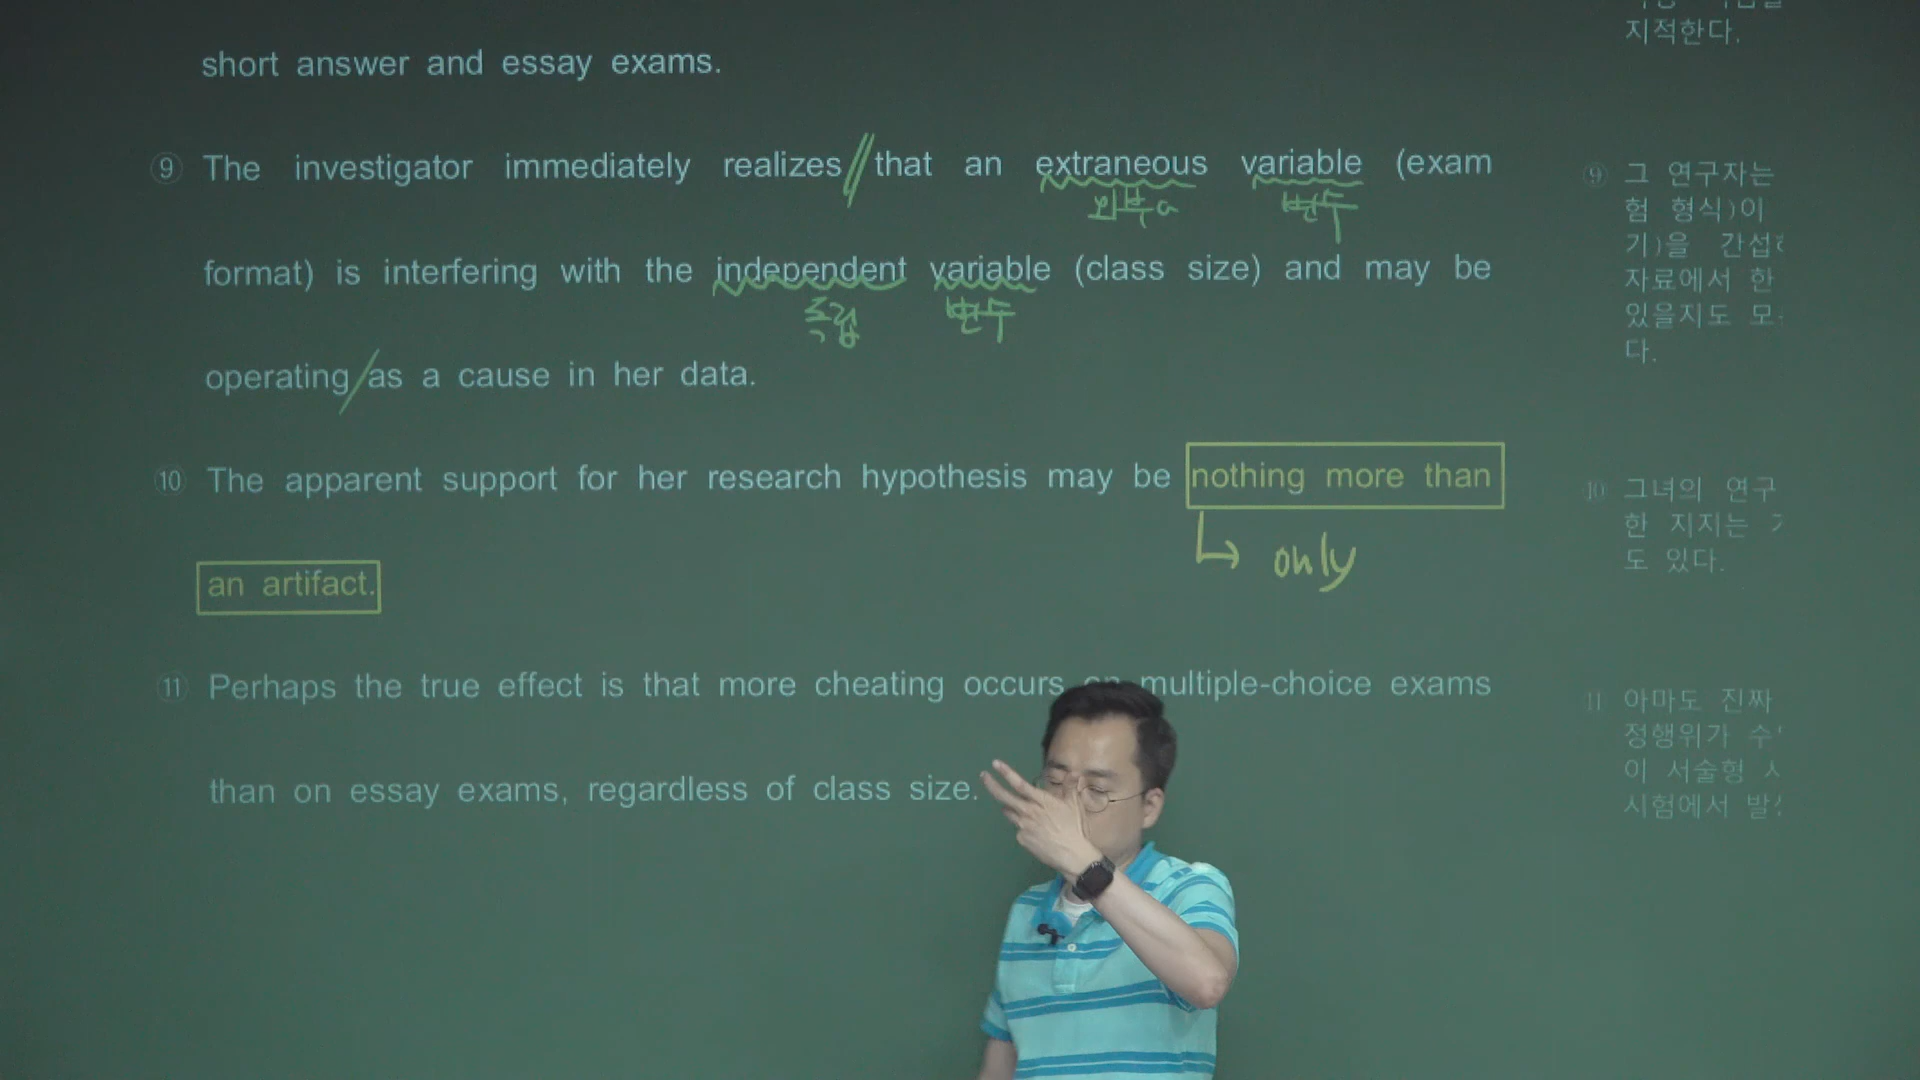 지적한다.
short answer and essay exams.
⑨ The investigator immediately realizes that an extraneous variable (exam
외부의 변수
format) is interfering with the independent variable (class size) and may be
독립 변수
operating as a cause in her data.
⑩ The apparent support for her research hypothesis may be nothing more than
↳ only
an artifact.
⑪ Perhaps the true effect is that more cheating occurs on multiple-choice exams
than on essay exams, regardless of class size.
⑨ 그 연구자는
험 형식)이
기)을 간섭
자료에서 한
있을지도 모
다.
⑩ 그녀의 연구
한 지지는
도 있다.
11 아마도 진짜
정행위가 수
이 서술형
시험에서 발